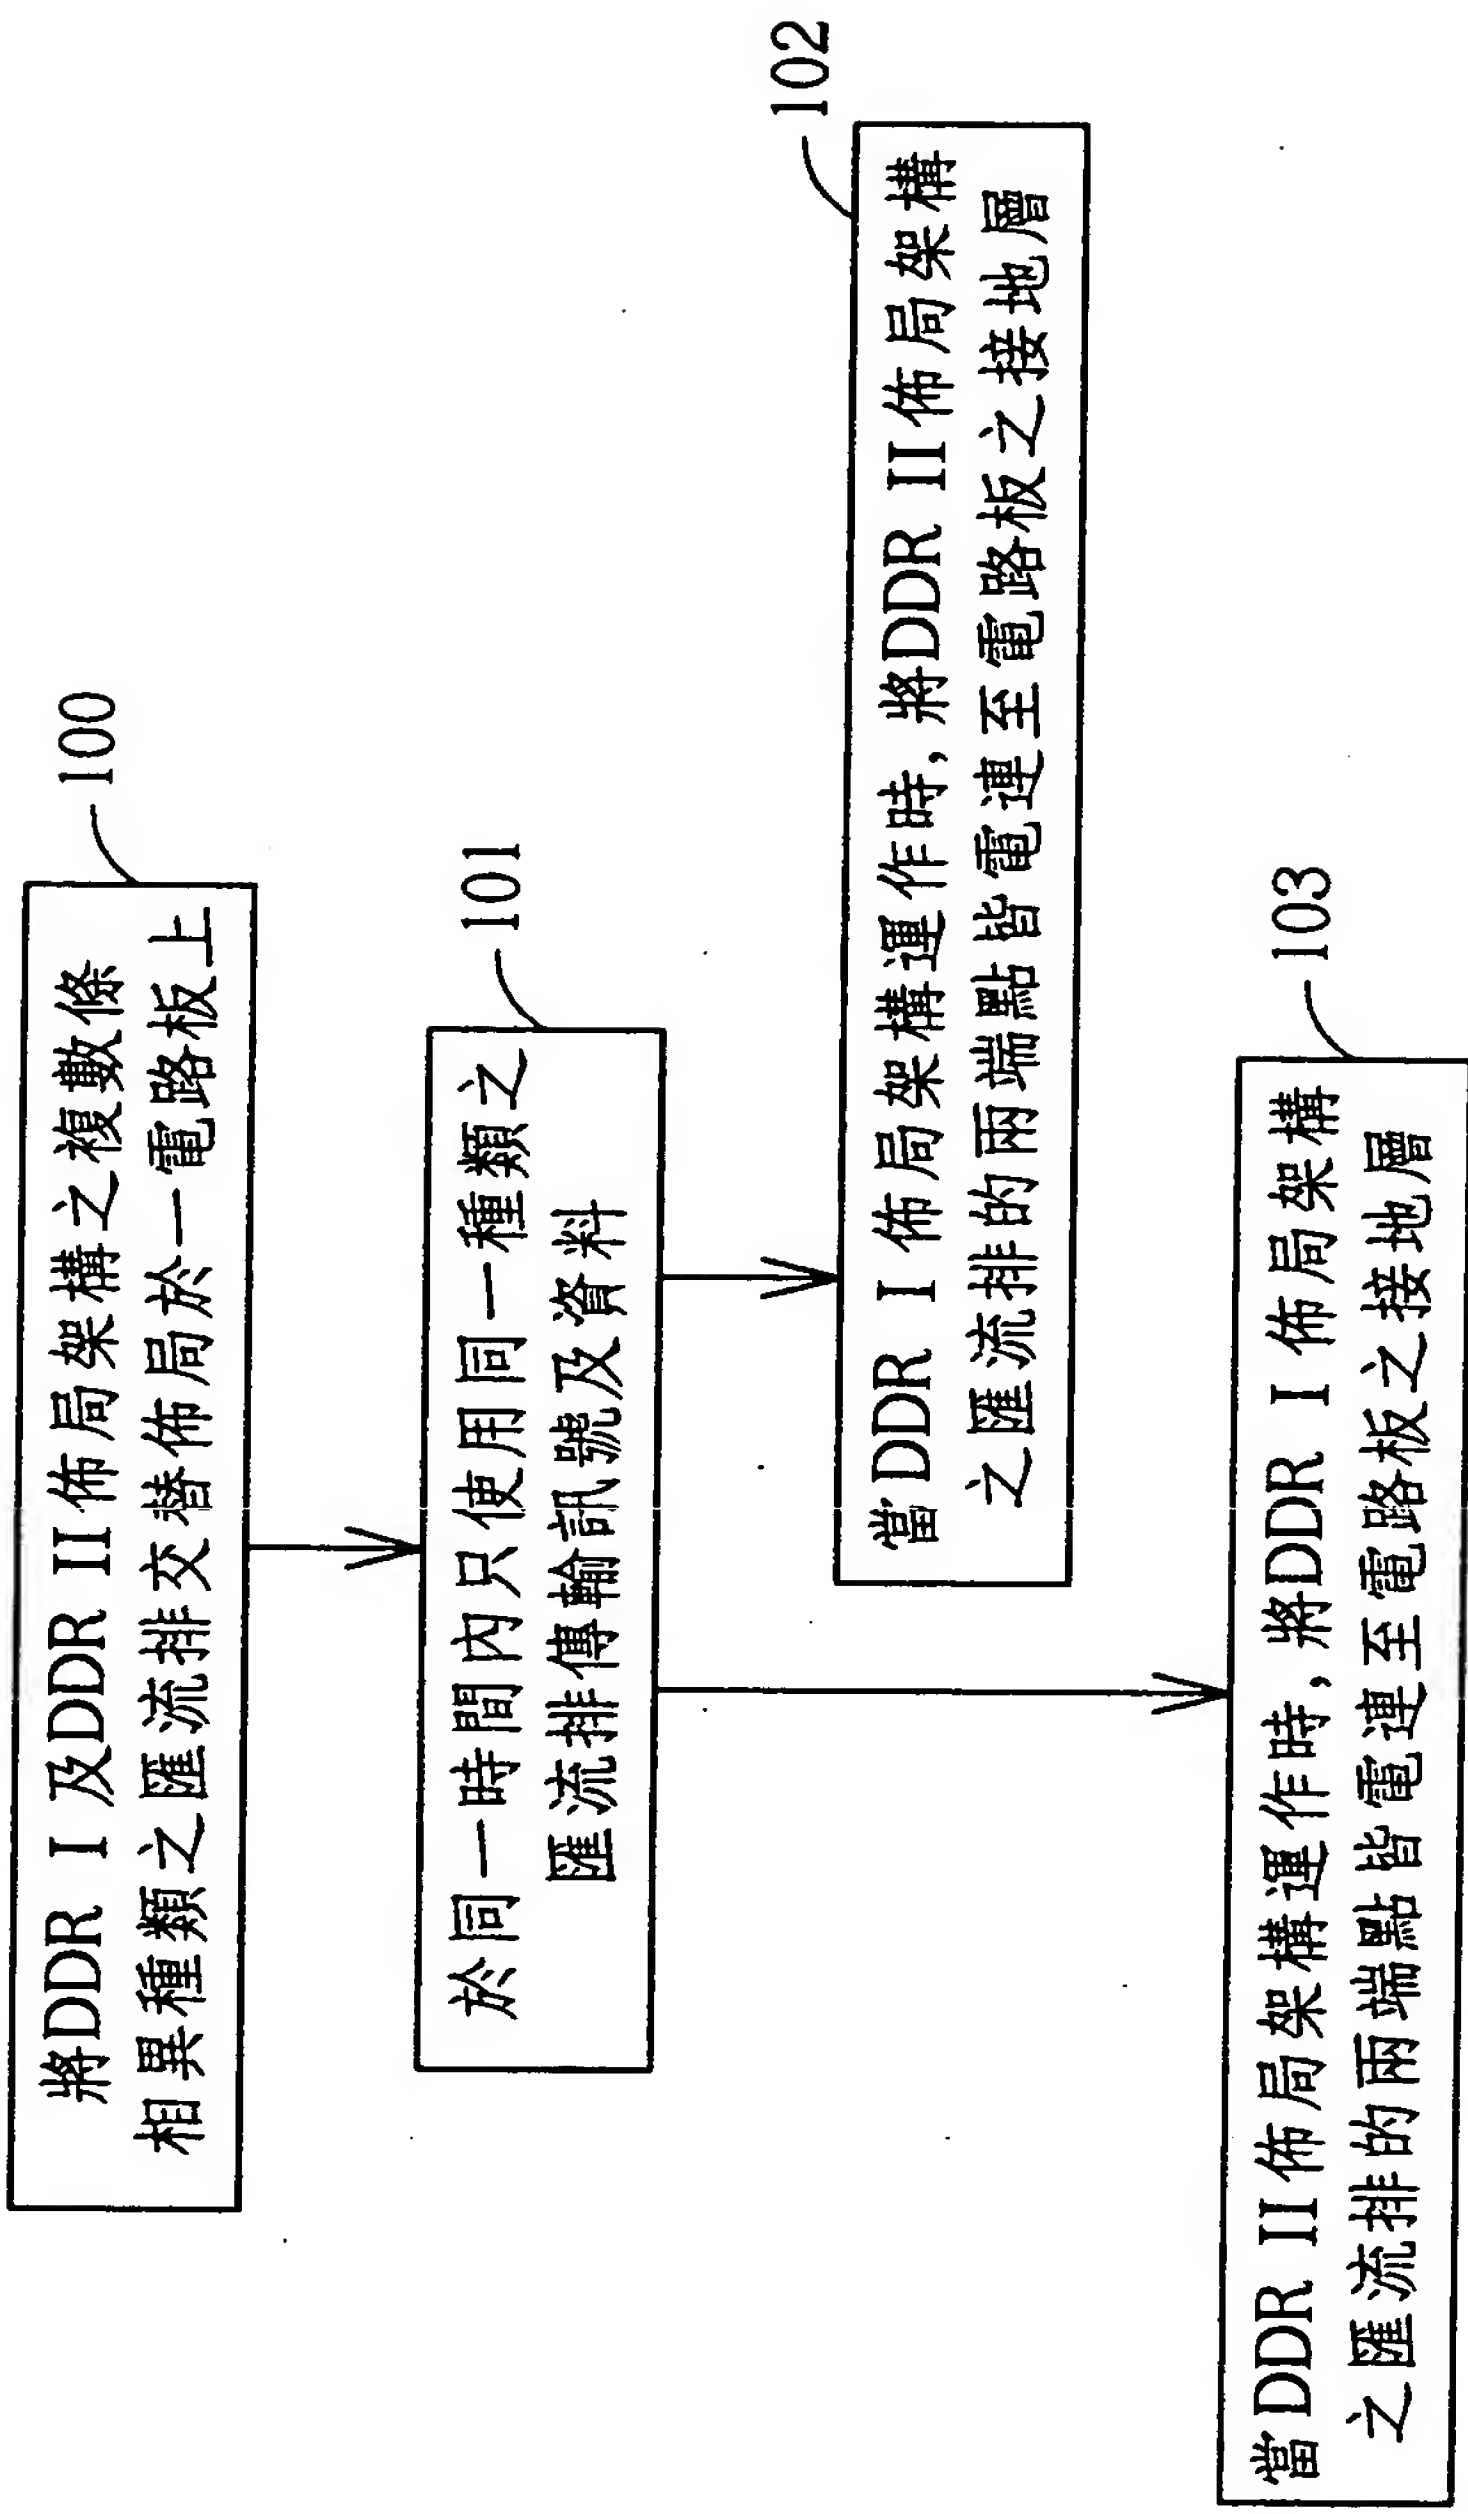 100
將DDR I 及DDR II佈局架構之複數條
相異種類之匯流排交替佈局於一電路板上
101
於同一時間內只使用同一種類之
匯流排傳輸訊號及資料
102
當DDR I 佈局架構運作時, 將DDR II佈局架構
之匯流排的兩端點皆電連至電路板之接地層
103
當DDR II佈局架構運作時, 將DDR I 佈局架構
之匯流排的兩端點皆電連至電路板之接地層